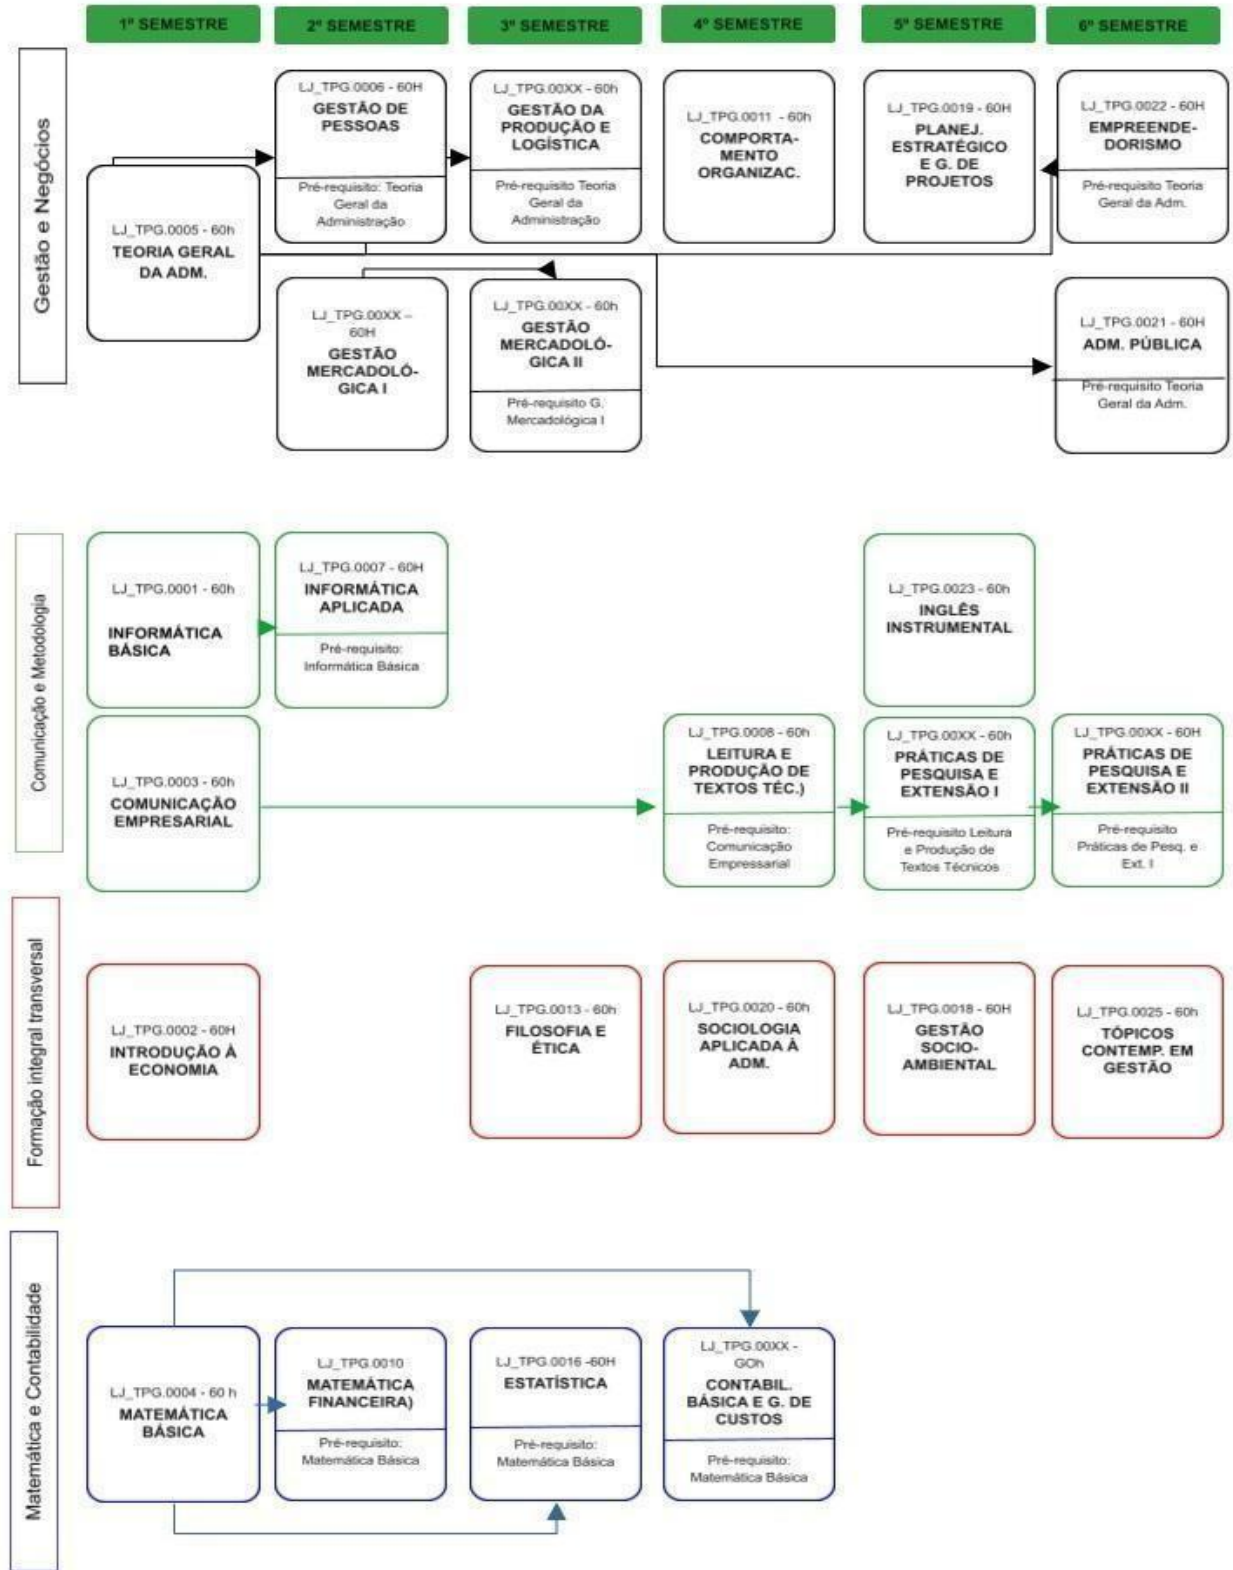 1º SEMESTRE
2º SEMESTRE
3º SEMESTRE
4º SEMESTRE
5º SEMESTRE
6º SEMESTRE
Gestão e Negócios
LJ_TPG.0005 - 60h
TEORIA GERAL
DA ADM.
LJ_TPG.0006 - 60H
GESTÃO DE
PESSOAS
Pré-requisito: Teoria
Geral da
Administração
LJ_TPG.00XX - 60h
GESTÃO DA
PRODUÇÃO E
LOGÍSTICA
Pré-requisito Teoria
Geral da
Administração
LJ_TPG.0011 - 60h
COMPORTA-
MENTO
ORGANIZAC.
LJ_TPG.0019 - 60H
PLANEJ.
ESTRATÉGICO
E G. DE
PROJETOS
LJ_TPG.0022 - 60H
EMPREENDE-
DORISMO
Pré-requisito Teoria
Geral da Adm.
LJ_TPG.00XX –
60H
GESTÃO
MERCADOLÓ-
GICA I
LJ_TPG.00XX - 60h
GESTÃO
MERCADOLÓ-
GICA II
Pré-requisito G.
Mercadológica I
LJ_TPG.0021 - 60H
ADM. PÚBLICA
Pré-requisito Teoria
Geral da Adm.
Comunicação e Metodologia
LJ_TPG.0001 - 60h
INFORMÁTICA
BÁSICA
LJ_TPG.0007 - 60H
INFORMÁTICA
APLICADA
Pré-requisito:
Informática Básica
LJ_TPG.0023 - 60h
INGLÊS
INSTRUMENTAL
LJ_TPG.0003 - 60h
COMUNICAÇÃO
EMPRESARIAL
LJ_TPG.0008 - 60h
LEITURA E
PRODUÇÃO DE
TEXTOS TÉC.)
Pré-requisito:
Comunicação
Empressarial
LJ_TPG.00XX - 60h
PRÁTICAS DE
PESQUISA E
EXTENSÃO I
Pré-requisito Leitura
e Produção de
Textos Técnicos
LJ_TPG.00XX - 60H
PRÁTICAS DE
PESQUISA E
EXTENSÃO II
Pré-requisito
Práticas de Pesq. e
Ext. I
Formação integral transversal
LJ_TPG.0002 - 60H
INTRODUÇÃO À
ECONOMIA
LJ_TPG.0013 - 60h
FILOSOFIA E
ÉTICA
LJ_TPG.0020 - 60h
SOCIOLOGIA
APLICADA À
ADM.
LJ_TPG.0018 - 60H
GESTÃO
SOCIO-
AMBIENTAL
LJ_TPG.0025 - 60h
TÓPICOS
CONTEMP. EM
GESTÃO
Matemática e Contabilidade
LJ_TPG.0004 - 60 h
MATEMÁTICA
BÁSICA
LJ_TPG.0010
MATEMÁTICA
FINANCEIRA)
Pré-requisito:
Matemática Básica
LJ_TPG.0016 -60H
ESTATÍSTICA
Pré-requisito:
Matemática Básica
LJ_TPG.00XX -
GOh
CONTABIL.
BÁSICA E G. DE
CUSTOS
Pré-requisito:
Matemática Básica